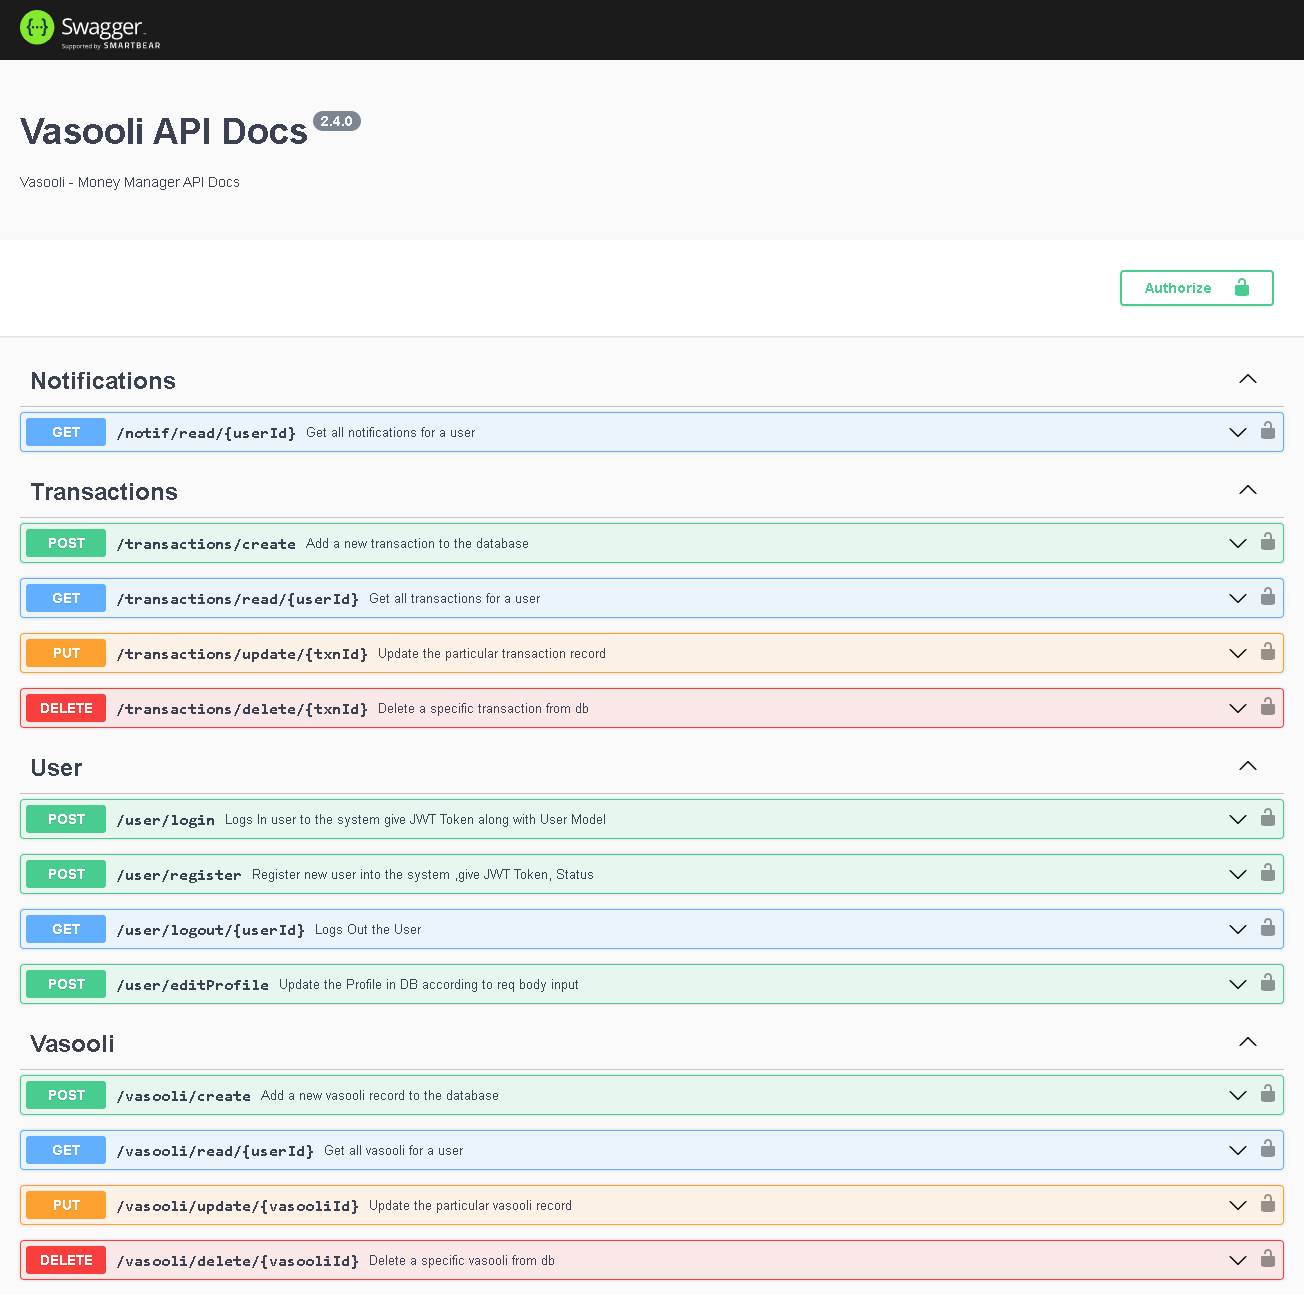 Swagger
Supported by SMARTBEAR
Vasooli API Docs 2.4.0
Vasooli - Money Manager API Docs
Authorize
Notifications
GET /notif/read/{userId} Get all notifications for a user
Transactions
POST /transactions/create Add a new transaction to the database
GET /transactions/read/{userId} Get all transactions for a user
PUT /transactions/update/{txnId} Update the particular transaction record
DELETE /transactions/delete/{txnId} Delete a specific transaction from db
User
POST /user/login Logs In user to the system give JWT Token along with User Model
POST /user/register Register new user into the system ,give JWT Token, Status
GET /user/logout/{userId} Logs Out the User
POST /user/editProfile Update the Profile in DB according to req body input
Vasooli
POST /vasooli/create Add a new vasooli record to the database
GET /vasooli/read/{userId} Get all vasooli for a user
PUT /vasooli/update/{vasooliId} Update the particular vasooli record
DELETE /vasooli/delete/{vasooliId} Delete a specific vasooli from db